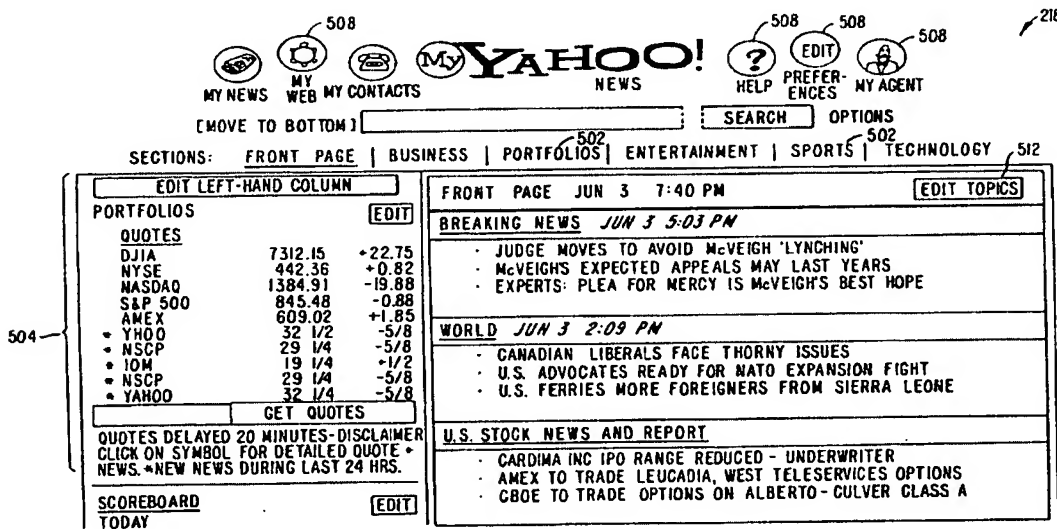 508 508 508 508 218
My YAHOO!
EDIT
?
MY NEWS MY WEB MY CONTACTS NEWS HELP PREFER-ENCES MY AGENT
[MOVE TO BOTTOM] SEARCH OPTIONS
502 502
SECTIONS: FRONT PAGE | BUSINESS | PORTFOLIOS | ENTERTAINMENT | SPORTS | TECHNOLOGY
512
504
EDIT LEFT-HAND COLUMN
PORTFOLIOS EDIT
QUOTES
DJIA 7312.15 +22.75
NYSE 442.36 +0.82
NASDAQ 1384.91 -19.88
S&P 500 845.48 -0.88
AMEX 609.02 +1.85
* YHOO 32 1/2 -5/8
* NSCP 29 1/4 -5/8
* IOM 19 1/4 +1/2
* NSCP 29 1/4 -5/8
* YAHOO 32 1/4 -5/8
GET QUOTES
QUOTES DELAYED 20 MINUTES-DISCLAIMER
CLICK ON SYMBOL FOR DETAILED QUOTE +
NEWS. *NEW NEWS DURING LAST 24 HRS.
SCOREBOARD EDIT
TODAY
FRONT PAGE JUN 3 7:40 PM EDIT TOPICS
BREAKING NEWS JUN 3 5:03 PM
· JUDGE MOVES TO AVOID McVEIGH 'LYNCHING'
· McVEIGH'S EXPECTED APPEALS MAY LAST YEARS
· EXPERTS: PLEA FOR MERCY IS McVEIGH'S BEST HOPE
WORLD JUN 3 2:09 PM
· CANADIAN LIBERALS FACE THORNY ISSUES
· U.S. ADVOCATES READY FOR NATO EXPANSION FIGHT
· U.S. FERRIES MORE FOREIGNERS FROM SIERRA LEONE
U.S. STOCK NEWS AND REPORT
· CARDIMA INC IPO RANGE REDUCED - UNDERWRITER
· AMEX TO TRADE LEUCADIA, WEST TELESERVICES OPTIONS
· CBOE TO TRADE OPTIONS ON ALBERTO-CULVER CLASS A